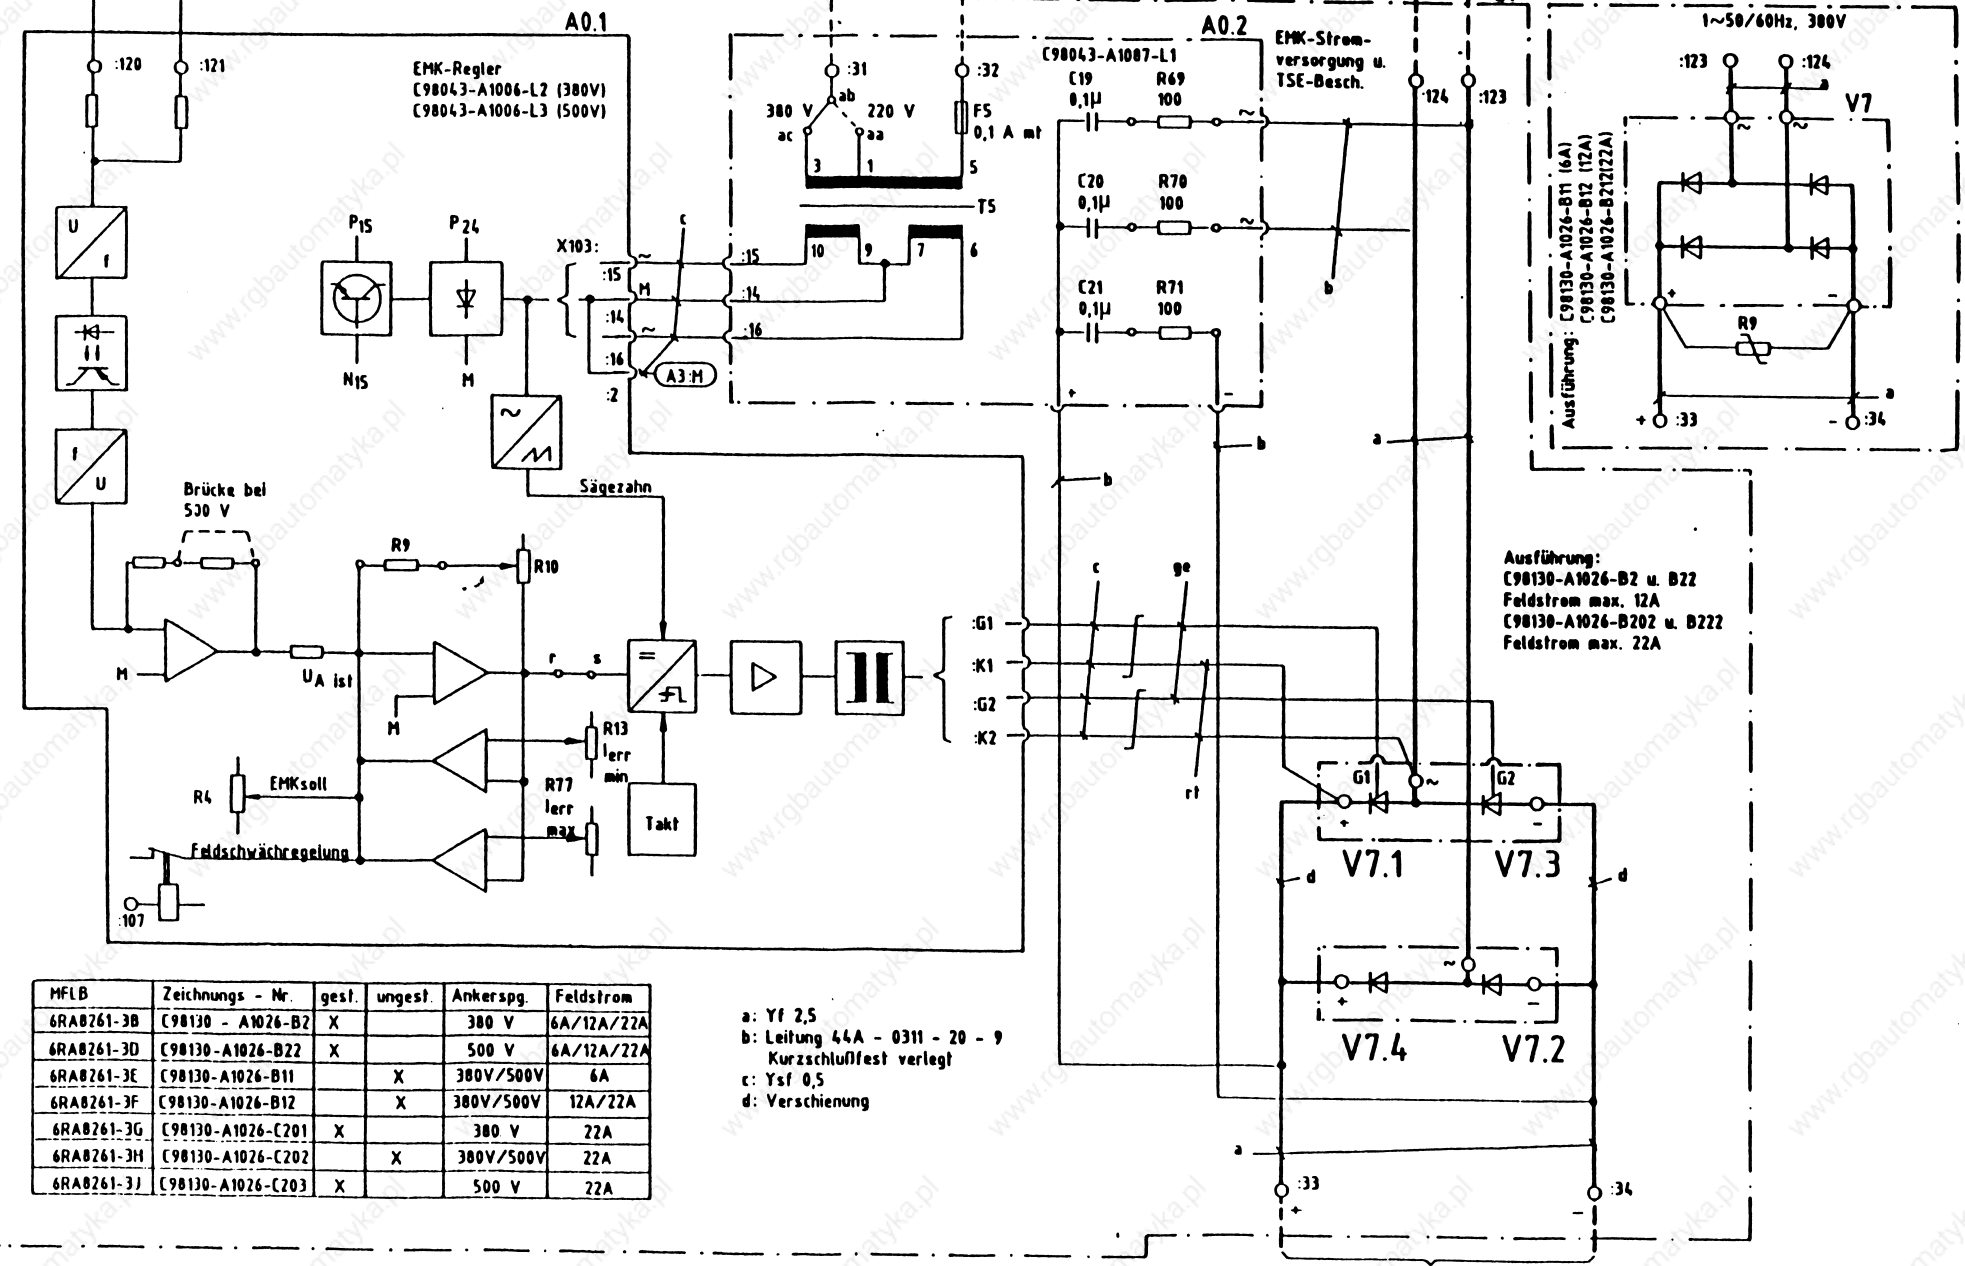 A0.1
:120
:121
EMK-Regler
C98043-A1006-L2 (380V)
C98043-A1006-L3 (500V)
U
f
f
U
P15
N15
P24
M
X103:
~
:15
M
:14
~
:16
:2
c
A3:M
~
Sägezahn
A0.2
C98043-A1087-L1
:31
:32
ab
380 V
220 V
ac
aa
F5
0,1 A mt
3
1
5
T5
10
9
7
6
:15
:14
:16
C19
0,1µ
R69
100
~
C20
0,1µ
R70
100
~
C21
0,1µ
R71
100
+
-
EMK-Strom-
versorgung u.
TSE-Besch.
:124
:123
b
b
b
a
1~50/60Hz, 380V
:123
:124
a
V7
~
~
+
-
R9
a
+
:33
-
:34
Ausführung: C98130-A1026-B11 (6A)
C98130-A1026-B12 (12A)
C98130-A1026-B212(22A)
Brücke bei
500 V
M
UA ist
R9
R10
M
r
s
=
R13
Ierr
min
R77
Ierr
max
Takt
R4
EMKsoll
Feldschwächregelung
:107
:G1
:K1
:G2
:K2
c
ge
rt
Ausführung:
C98130-A1026-B2 u. B22
Feldstrom max. 12A
C98130-A1026-B202 u. B222
Feldstrom max. 22A
G1
~
G2
+
-
V7.1
V7.3
d
d
~
+
-
V7.4
V7.2
a
:33
+
:34
-
MFLB Zeichnungs - Nr. gest. ungest. Ankerspg. Feldstrom
6RA8261-3B C98130 - A1026-B2 X 380 V 6A/12A/22A
6RA8261-3D C98130-A1026-B22 X 500 V 6A/12A/22A
6RA8261-3E C98130-A1026-B11 X 380V/500V 6A
6RA8261-3F C98130-A1026-B12 X 380V/500V 12A/22A
6RA8261-3G C98130-A1026-C201 X 380 V 22A
6RA8261-3H C98130-A1026-C202 X 380V/500V 22A
6RA8261-3J C98130-A1026-C203 X 500 V 22A
a: Yf 2,5
b: Leitung 44A - 0311 - 20 - 9
Kurzschlußfest verlegt
c: Ysf 0,5
d: Verschienung
www.rgbautomatyka.pl